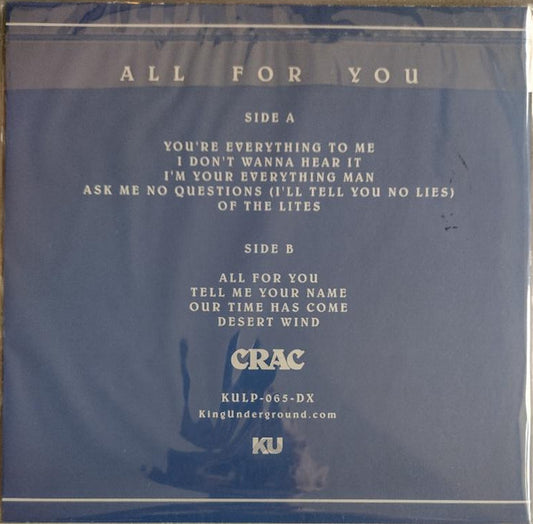 ALL FOR YOU
SIDE A
YOU'RE EVERYTHING TO ME
I DON'T WANNA HEAR IT
I'M YOUR EVERYTHING MAN
ASK ME NO QUESTIONS (I'LL TELL YOU NO LIES)
OF THE LITES
SIDE B
ALL FOR YOU
TELL ME YOUR NAME
OUR TIME HAS COME
DESERT WIND
CRAC
KULP-065-DX
KingUnderground.com
KU